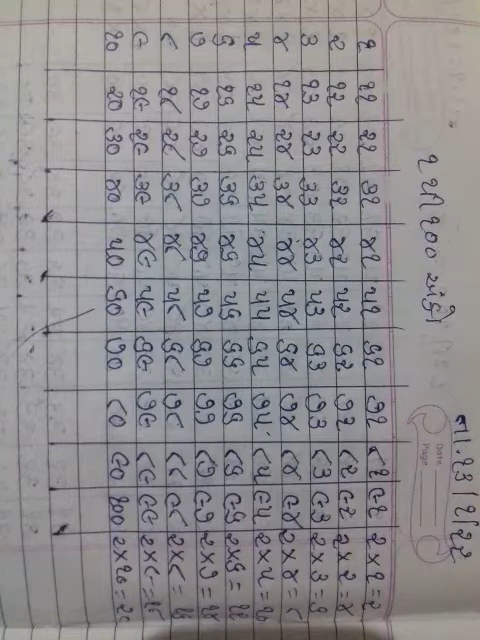 Date
Page
૧ થી ૧૦૦ અંકો
૧ ૧૧ ૨૧ ૩૧ ૪૧ ૫૧ ૬૧ ૭૧ ૮૧ ૯૧ ૨×૧=૨
૨ ૧૨ ૨૨ ૩૨ ૪૨ ૫૨ ૬૨ ૭૨ ૮૨ ૯૨ ૨×૨=૪
૩ ૧૩ ૨૩ ૩૩ ૪૩ ૫૩ ૬૩ ૭૩ ૮૩ ૯૩ ૨×૩=૬
૪ ૧૪ ૨૪ ૩૪ ૪૪ ૫૪ ૬૪ ૭૪ ૮૪ ૯૪ ૨×૪=૮
૫ ૧૫ ૨૫ ૩૫ ૪૫ ૫૫ ૬૫ ૭૫ ૮૫ ૯૫ ૨×૫=૧૦
૬ ૧૬ ૨૬ ૩૬ ૪૬ ૫૬ ૬૬ ૭૬ ૮૬ ૯૬ ૨×૬=૧૨
૭ ૧૭ ૨૭ ૩૭ ૪૭ ૫૭ ૬૭ ૭૭ ૮૭ ૯૭ ૨×૭=૧૪
૮ ૧૮ ૨૮ ૩૮ ૪૮ ૫૮ ૬૮ ૭૮ ૮૮ ૯૮ ૨×૮=૧૬
૯ ૧૯ ૨૯ ૩૯ ૪૯ ૫૯ ૬૯ ૭૯ ૮૯ ૯૯ ૨×૯=૧૮
૧૦ ૨૦ ૩૦ ૪૦ ૫૦ ૬૦ ૭૦ ૮૦ ૯૦ ૧૦૦ ૨×૧૦=૨૦